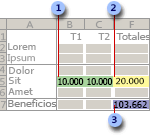 1 2
A B C F
1 T1 T2 Totales
2 Lorem
3 Ipsum
4 Dolor
5 Sit 10.000 10.000 20.000
6 Amet
7 Beneficios 103.662
3